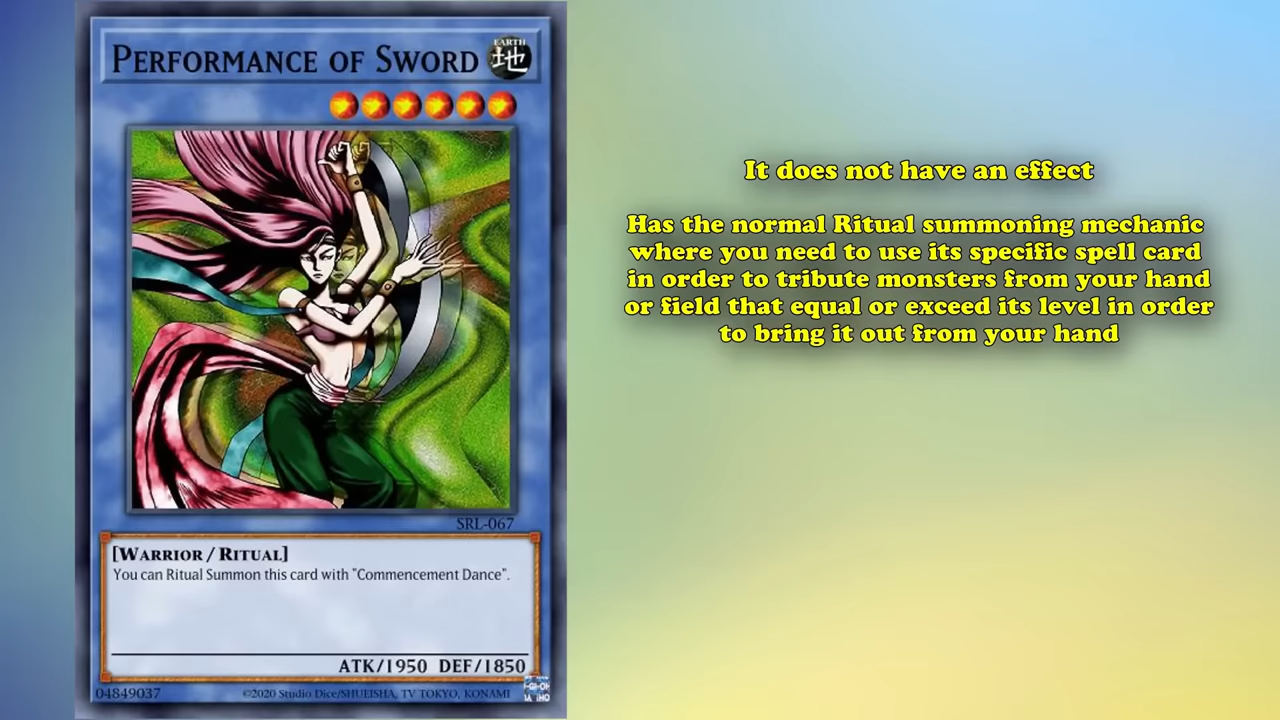 PERFORMANCE OF SWORD
EARTH
地
SRL-067
[WARRIOR / RITUAL]
You can Ritual Summon this card with "Commencement Dance".
ATK/1950 DEF/1850
04849037
©2020 Studio Dice/SHUEISHA, TV TOKYO, KONAMI
It does not have an effect
Has the normal Ritual summoning mechanic
where you need to use its specific spell card
in order to tribute monsters from your hand
or field that equal or exceed its level in order
to bring it out from your hand